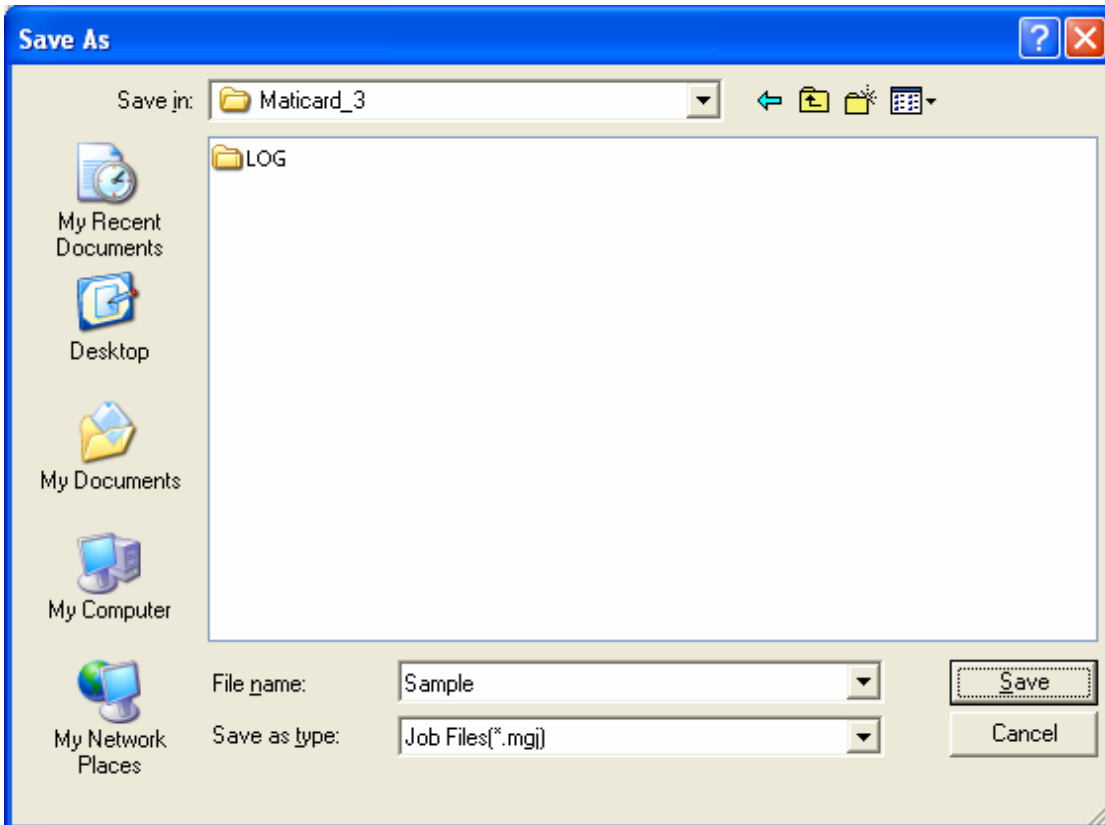 Save As
Save in: Maticard_3
LOG
My Recent
Documents
Desktop
My Documents
My Computer
My Network
Places
File name: Sample
Save
Save as type: Job Files(*.mgj)
Cancel